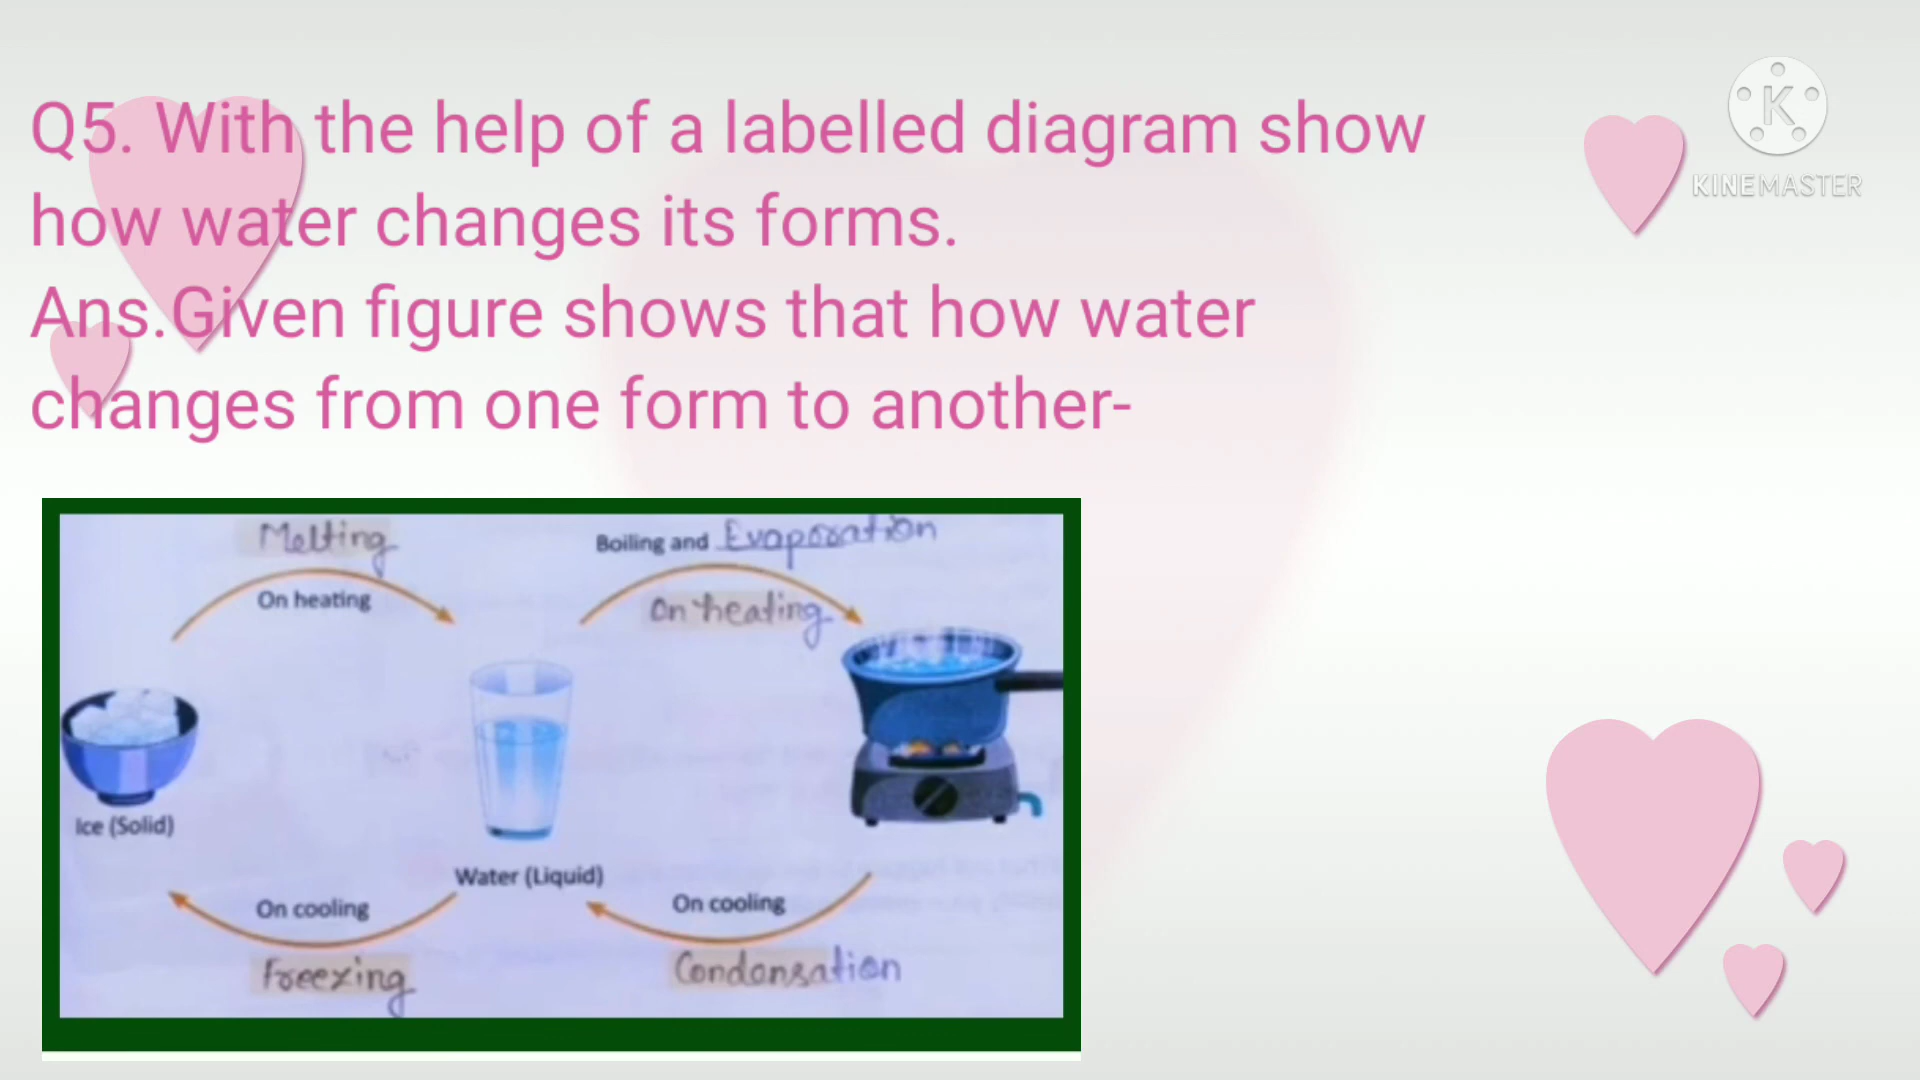 Q5. With the help of a labelled diagram show
how water changes its forms.
Ans.Given figure shows that how water
changes from one form to another-
K
KINEMASTER
Melting
On heating
Boiling and Evaporation
On heating
Ice (Solid)
Water (Liquid)
On cooling
Freezing
On cooling
Condansation